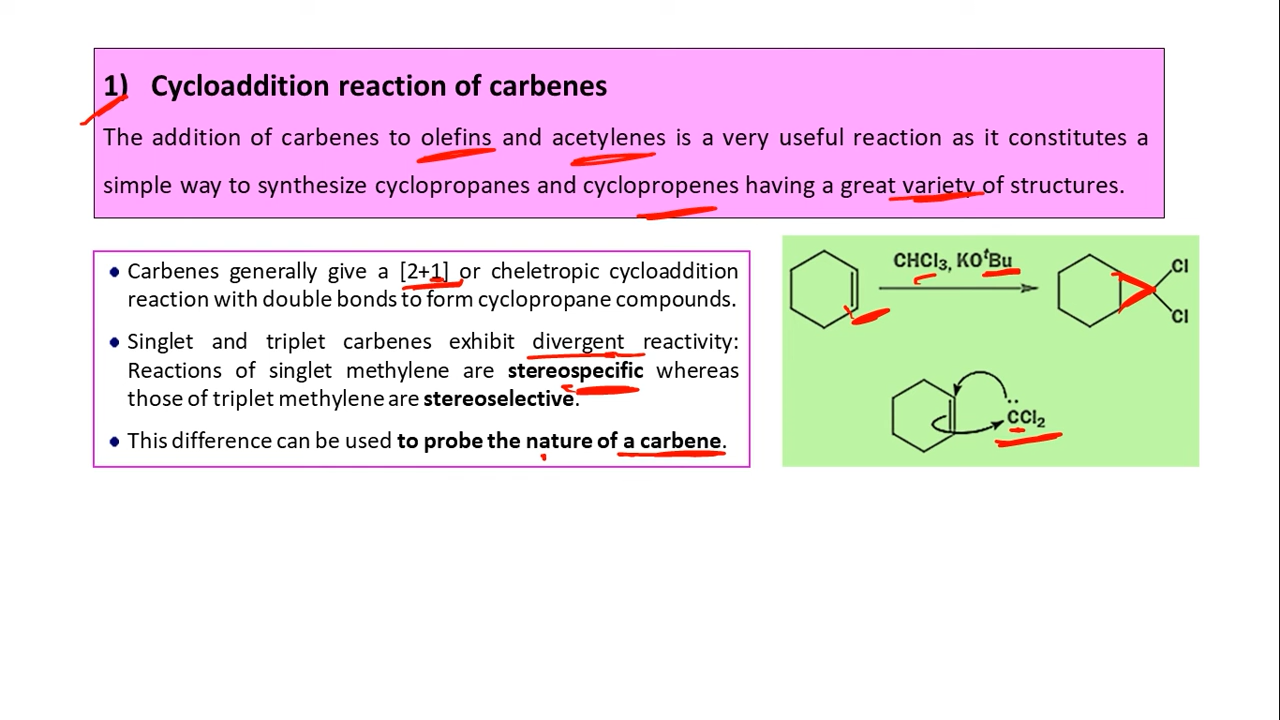 1) Cycloaddition reaction of carbenes
The addition of carbenes to olefins and acetylenes is a very useful reaction as it constitutes a
simple way to synthesize cyclopropanes and cyclopropenes having a great variety of structures.
• Carbenes generally give a [2+1] or cheletropic cycloaddition
reaction with double bonds to form cyclopropane compounds.
• Singlet and triplet carbenes exhibit divergent reactivity:
Reactions of singlet methylene are stereospecific whereas
those of triplet methylene are stereoselective.
• This difference can be used to probe the nature of a carbene.
CHCl₃, KOᵗBu
Cl
Cl
:CCl₂